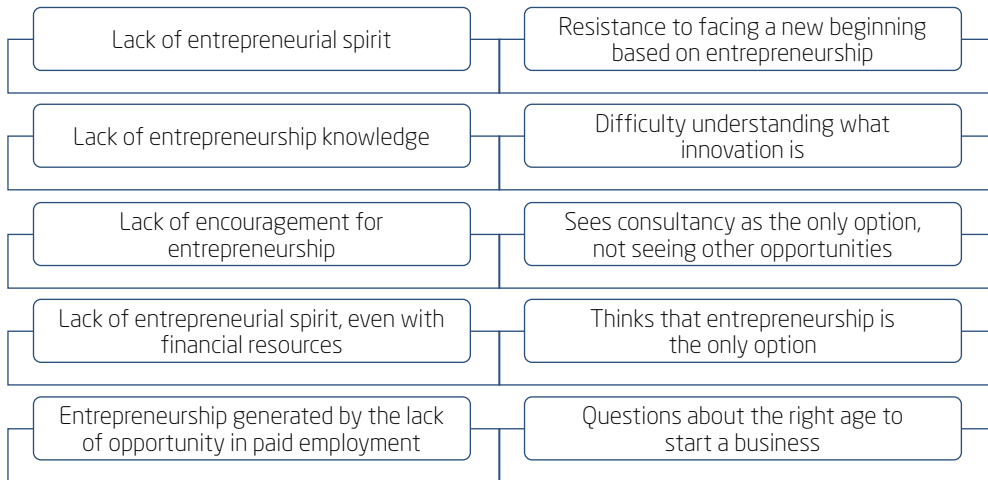 Lack of entrepreneurial spirit
Resistance to facing a new beginning
based on entrepreneurship
Lack of entrepreneurship knowledge
Difficulty understanding what
innovation is
Lack of encouragement for
entrepreneurship
Sees consultancy as the only option,
not seeing other opportunities
Lack of entrepreneurial spirit, even with
financial resources
Thinks that entrepreneurship is
the only option
Entrepreneurship generated by the lack
of opportunity in paid employment
Questions about the right age to
start a business